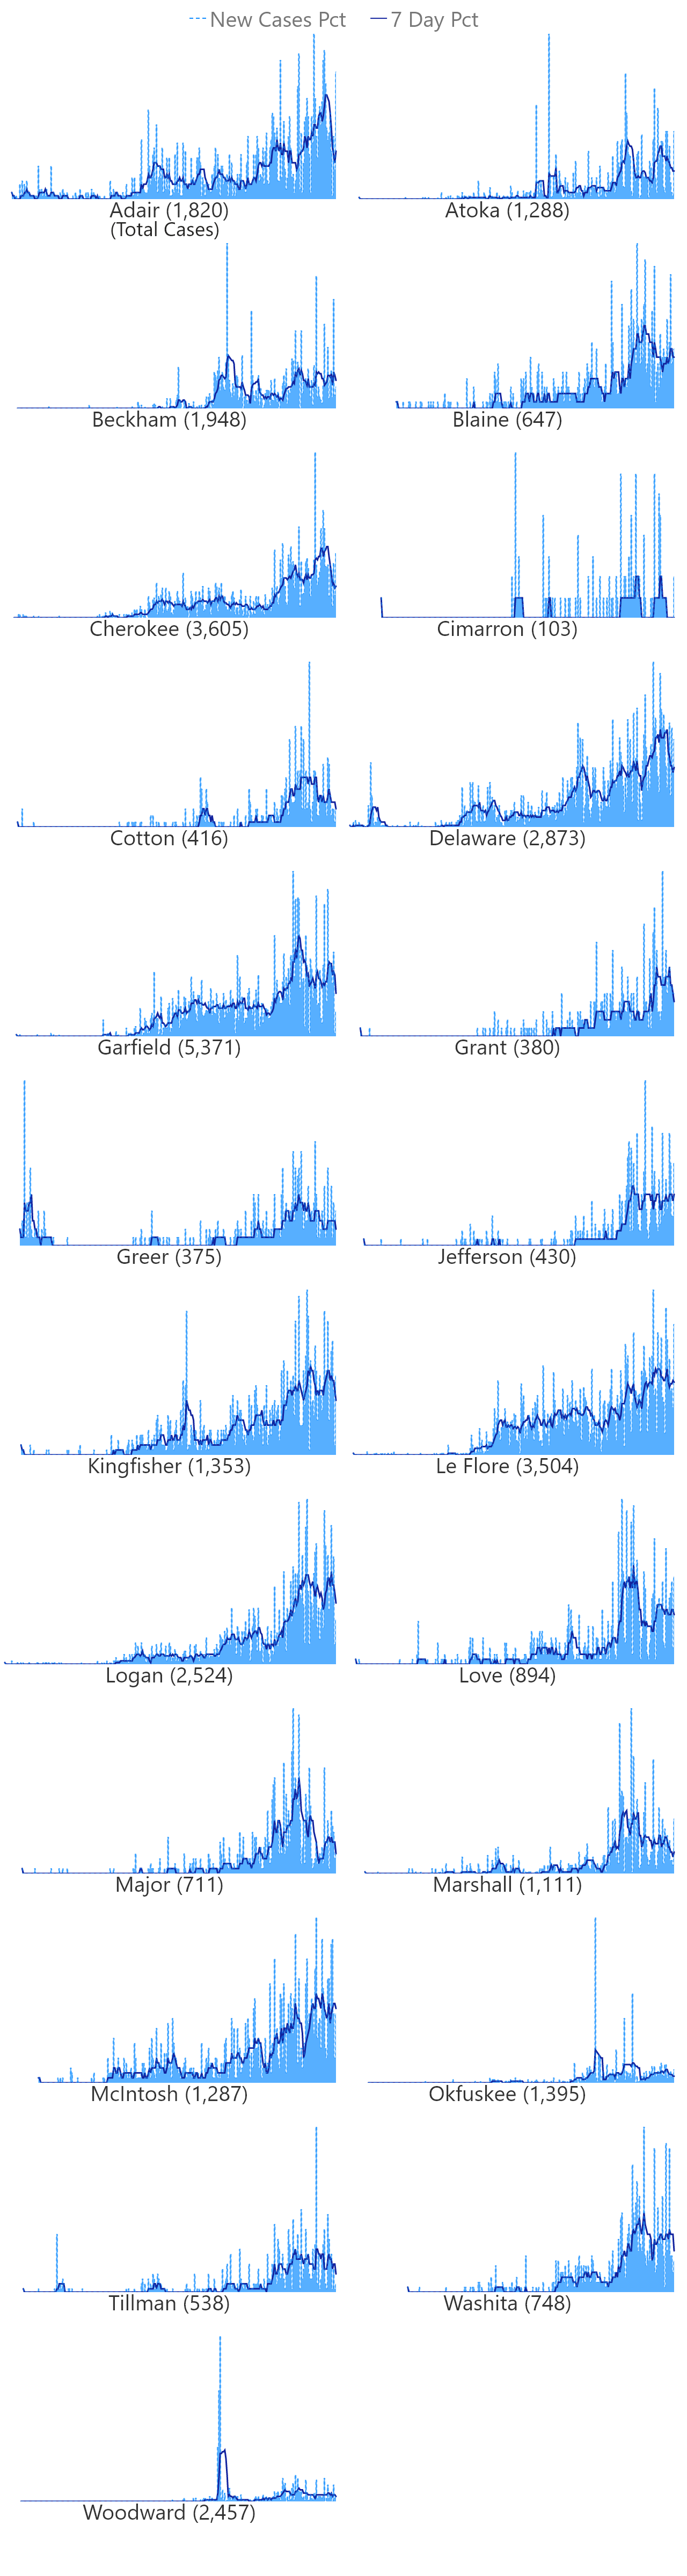 New Cases Pct 7 Day Pct
Adair (1,820) Atoka (1,288)
(Total Cases)
Beckham (1,948) Blaine (647)
Cherokee (3,605) Cimarron (103)
Cotton (416) Delaware (2,873)
Garfield (5,371) Grant (380)
Greer (375) Jefferson (430)
Kingfisher (1,353) Le Flore (3,504)
Logan (2,524) Love (894)
Major (711) Marshall (1,111)
McIntosh (1,287) Okfuskee (1,395)
Tillman (538) Washita (748)
Woodward (2,457)